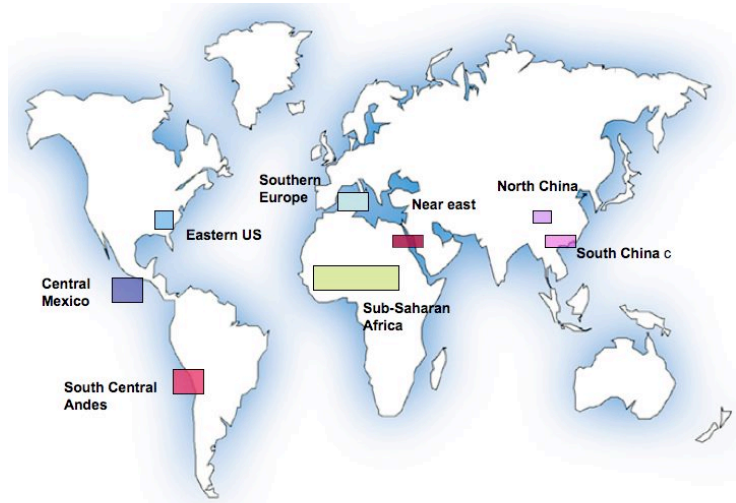 Southern
Europe
Near east
North China
Eastern US
South China c
Central
Mexico
Sub-Saharan
Africa
South Central
Andes